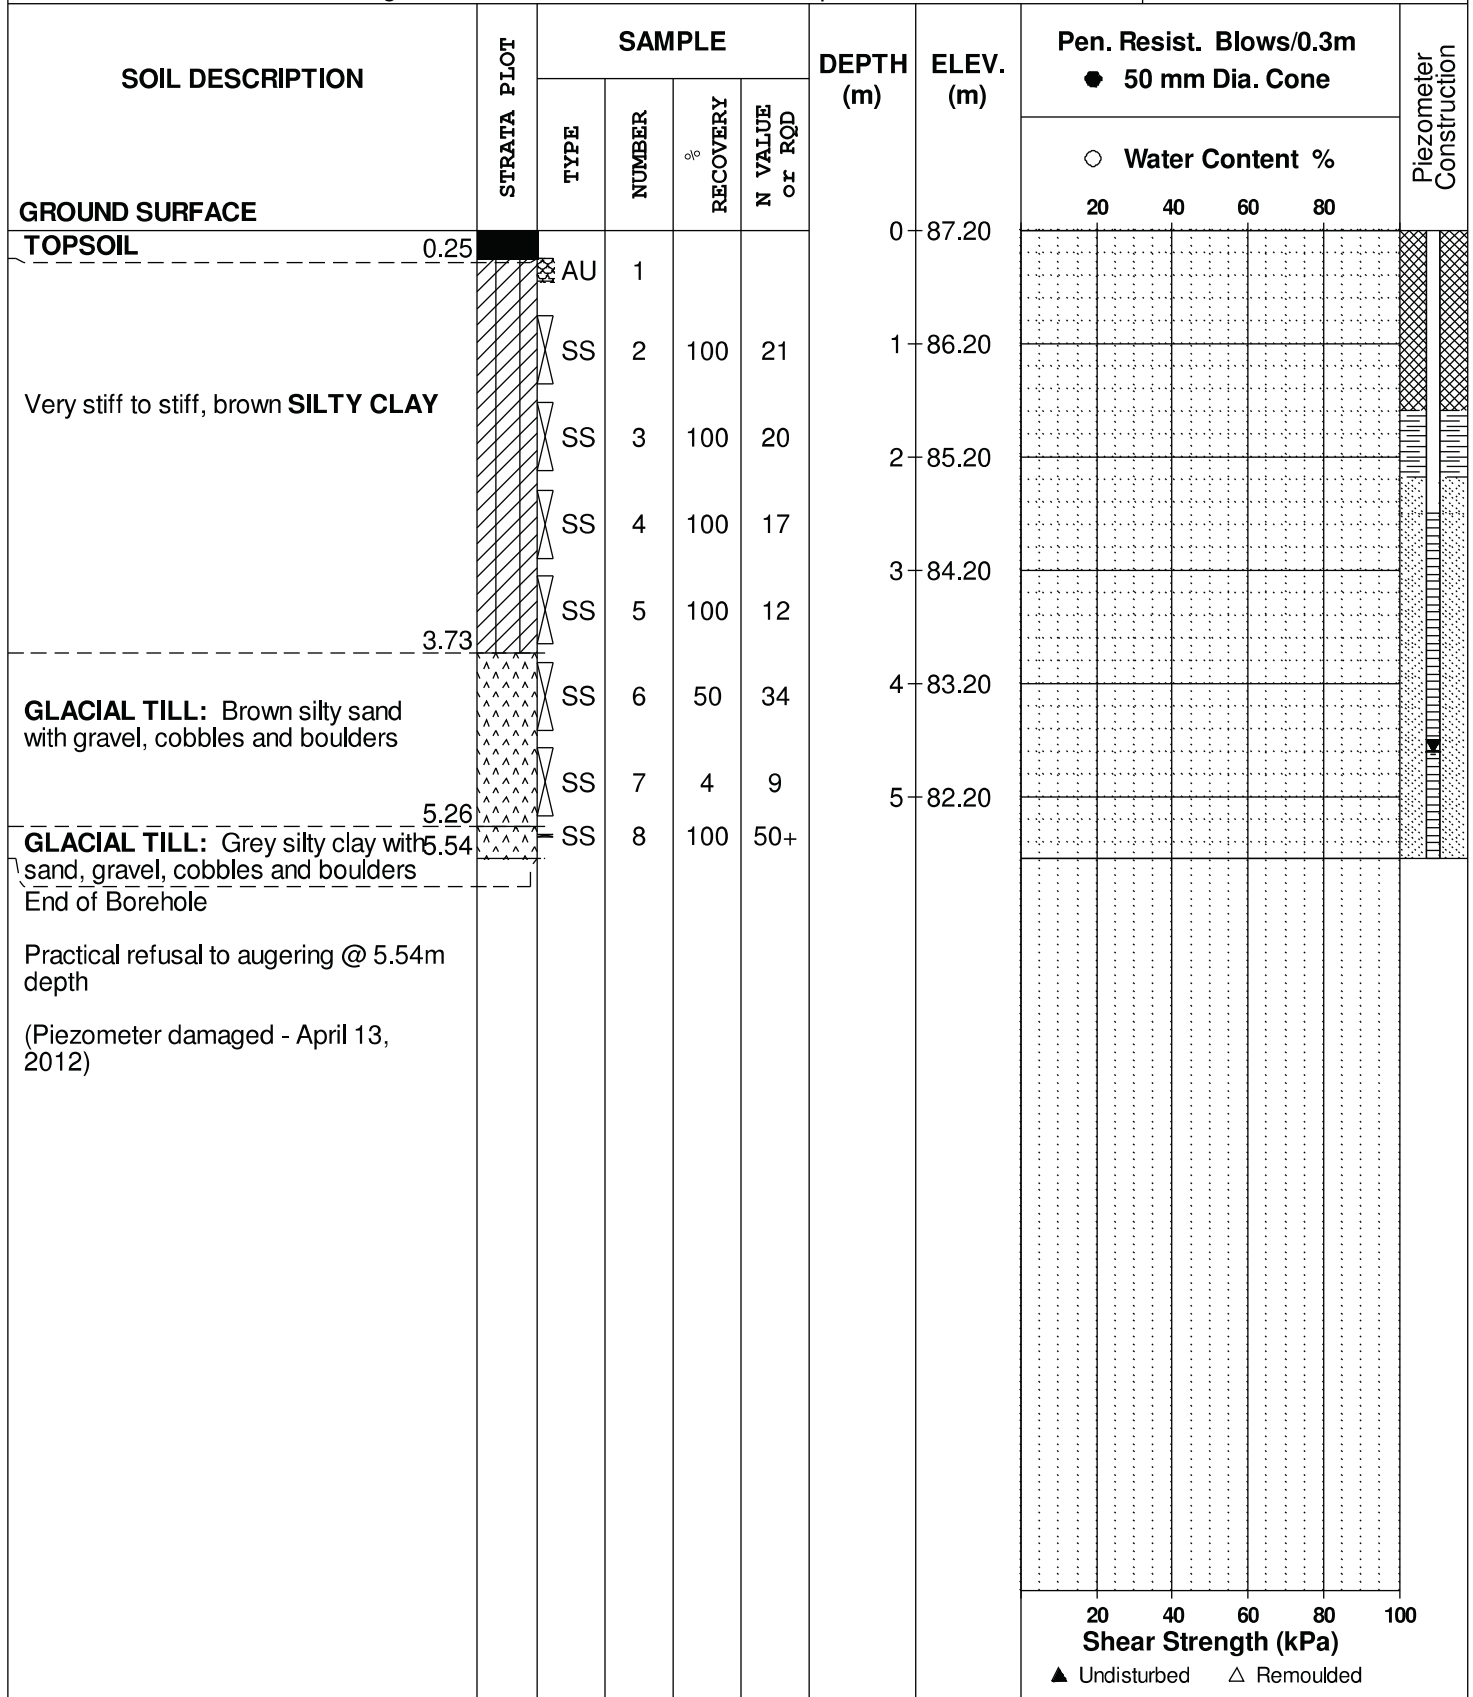 SOIL DESCRIPTION
GROUND SURFACE
STRATA PLOT
SAMPLE
TYPE
NUMBER
%
RECOVERY
N VALUE
or RQD
DEPTH
(m)
ELEV.
(m)
Pen. Resist. Blows/0.3m
● 50 mm Dia. Cone
○ Water Content %
20 40 60 80
Piezometer
Construction
TOPSOIL 0.25
0 87.20
AU 1
SS 2 100 21
1 86.20
Very stiff to stiff, brown SILTY CLAY
SS 3 100 20
2 85.20
SS 4 100 17
3 84.20
SS 5 100 12
3.73
4 83.20
SS 6 50 34
GLACIAL TILL: Brown silty sand
with gravel, cobbles and boulders
SS 7 4 9
5 82.20
5.26
SS 8 100 50+
GLACIAL TILL: Grey silty clay with 5.54
sand, gravel, cobbles and boulders
End of Borehole
Practical refusal to augering @ 5.54m
depth
(Piezometer damaged - April 13,
2012)
20 40 60 80 100
Shear Strength (kPa)
▲ Undisturbed △ Remoulded